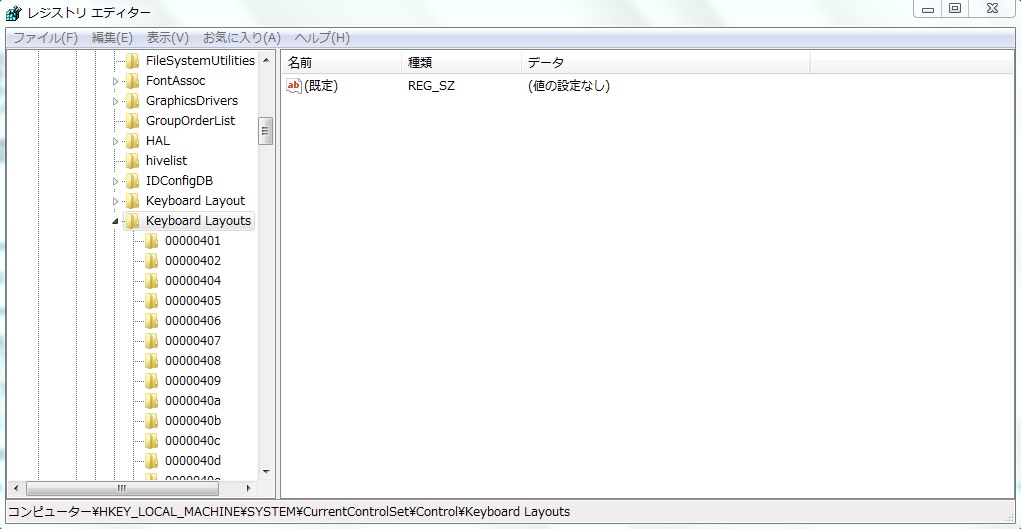 レジストリ エディター
ファイル(F) 編集(E) 表示(V) お気に入り(A) ヘルプ(H)
FileSystemUtilities
FontAssoc
GraphicsDrivers
GroupOrderList
HAL
hivelist
IDConfigDB
Keyboard Layout
Keyboard Layouts
00000401
00000402
00000404
00000405
00000406
00000407
00000408
00000409
0000040a
0000040b
0000040c
0000040d
名前 種類 データ
ab (既定) REG_SZ (値の設定なし)
コンピューター¥HKEY_LOCAL_MACHINE¥SYSTEM¥CurrentControlSet¥Control¥Keyboard Layouts